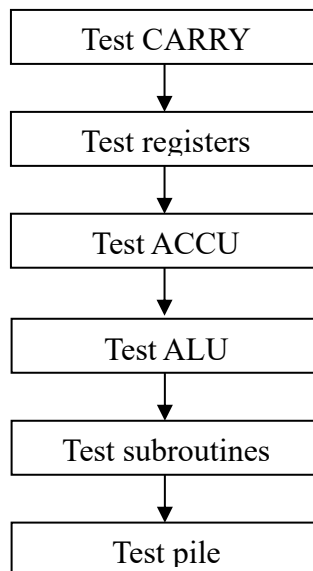 Test CARRY
Test registers
Test ACCU
Test ALU
Test subroutines
Test pile